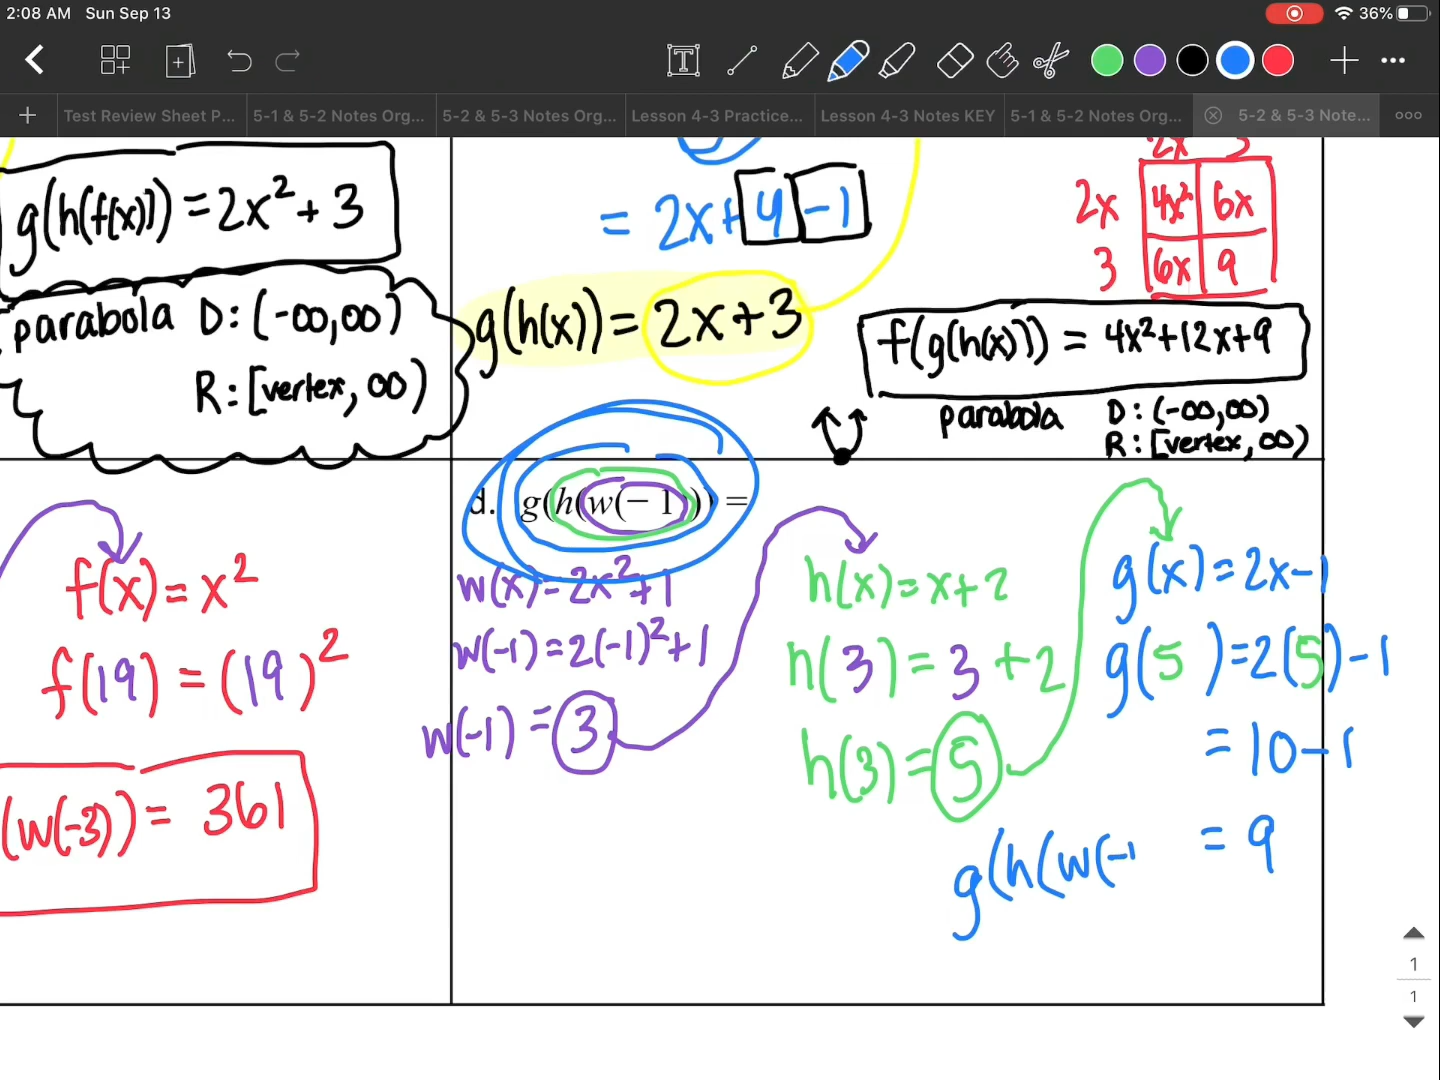 2:08 AM Sun Sep 13
36%
Test Review Sheet P...
5-1 & 5-2 Notes Org...
5-2 & 5-3 Notes Org...
Lesson 4-3 Practice...
Lesson 4-3 Notes KEY
5-1 & 5-2 Notes Org...
5-2 & 5-3 Note...
g(h(f(x))) = 2x² + 3
parabola D: (-∞,∞)
R: [vertex, ∞)
= 2x+4-1
g(h(x)) = 2x+3
2x 3
2x 4x² 6x
3 6x 9
f(g(h(x))) = 4x²+12x+9
parabola D: (-∞,∞)
R: [vertex, ∞)
f(x) = x²
f(19) = (19)²
(w(-3)) = 361
d. g(h(w(− 1))) =
w(x) = 2x²+1
w(-1) = 2(-1)²+1
w(-1) = 3
h(x) = x+2
h(3) = 3 + 2
h(3) = 5
g(x) = 2x-1
g(5) = 2(5)-1
= 10-1
g(h(w(-1 = 9
1
1